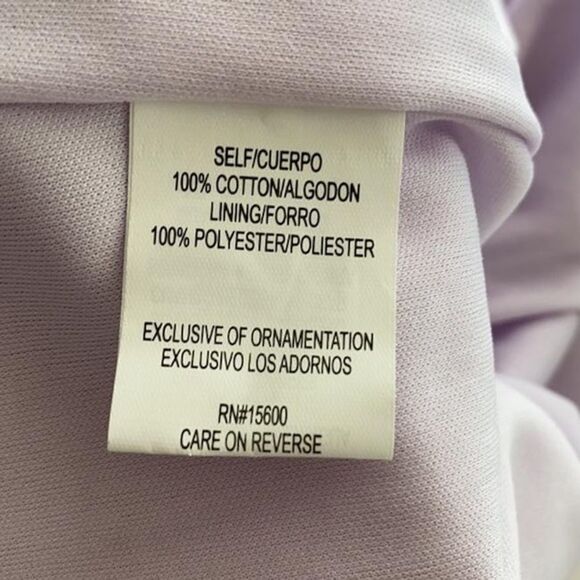 SELF/CUERPO
100% COTTON/ALGODON
LINING/FORRO
100% POLYESTER/POLIESTER
EXCLUSIVE OF ORNAMENTATION
EXCLUSIVO LOS ADORNOS
RN#15600
CARE ON REVERSE